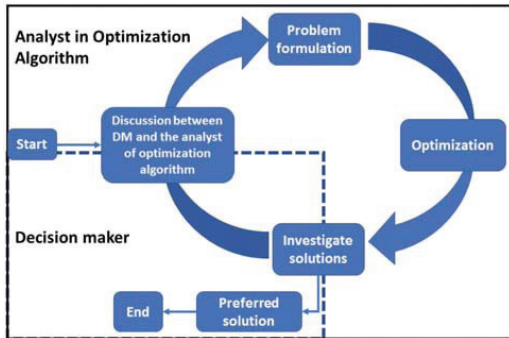 Analyst in Optimization
Algorithm
Problem
formulation
Start
Discussion between
DM and the analyst
of optimization
algorithm
Optimization
Decision maker
Investigate
solutions
End
Preferred
solution